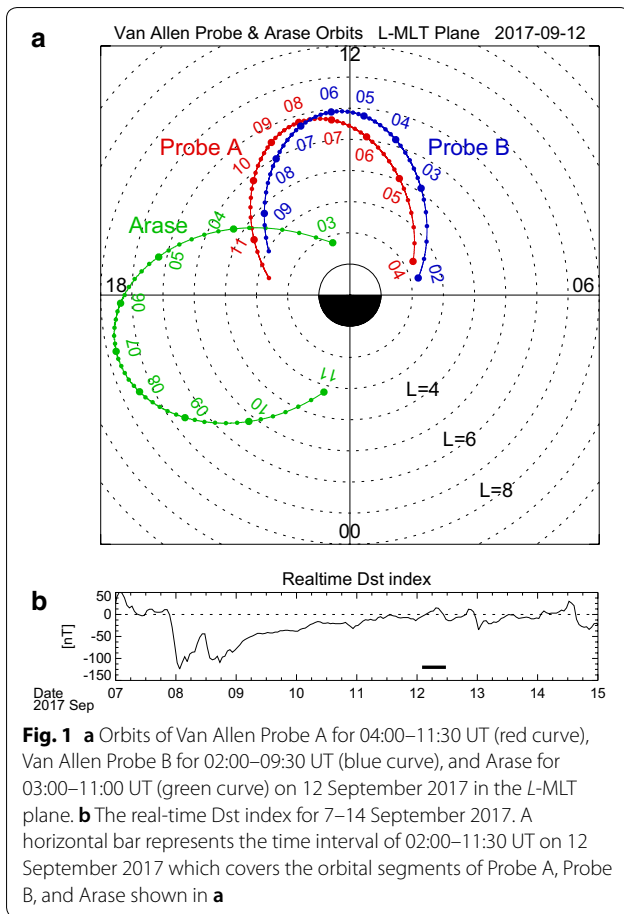 a
Van Allen Probe & Arase Orbits L-MLT Plane 2017-09-12
12
06
05
08
04
09
07
07
Probe A
Probe B
06
10
03
08
05
Arase
09
04
03
11
05
04
02
18
06
06
07
11
08
L=4
09
10
L=6
L=8
00
b
Realtime Dst index
50
0
-50
-100
-150
[nT]
Date
2017 Sep
07 08 09 10 11 12 13 14 15
Fig. 1 a Orbits of Van Allen Probe A for 04:00–11:30 UT (red curve),
Van Allen Probe B for 02:00–09:30 UT (blue curve), and Arase for
03:00–11:00 UT (green curve) on 12 September 2017 in the L-MLT
plane. b The real-time Dst index for 7–14 September 2017. A
horizontal bar represents the time interval of 02:00–11:30 UT on 12
September 2017 which covers the orbital segments of Probe A, Probe
B, and Arase shown in a